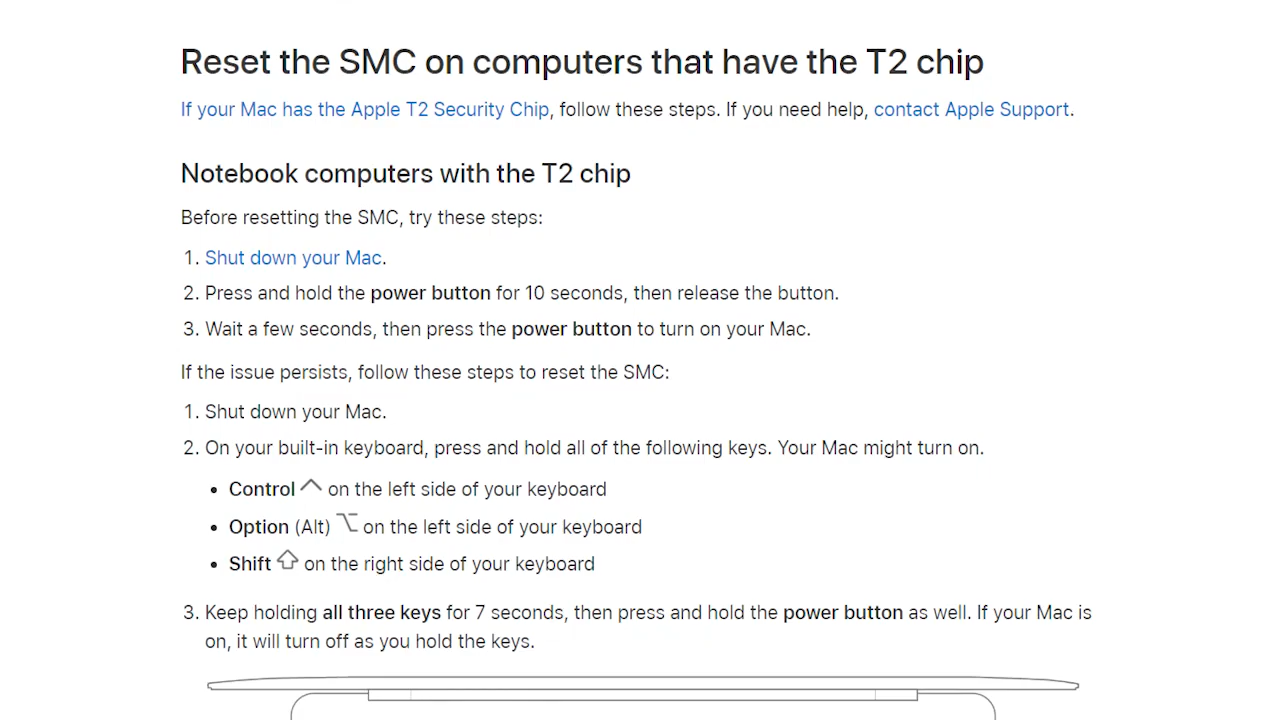 Reset the SMC on computers that have the T2 chip
If your Mac has the Apple T2 Security Chip, follow these steps. If you need help, contact Apple Support.
Notebook computers with the T2 chip
Before resetting the SMC, try these steps:
1. Shut down your Mac.
2. Press and hold the power button for 10 seconds, then release the button.
3. Wait a few seconds, then press the power button to turn on your Mac.
If the issue persists, follow these steps to reset the SMC:
1. Shut down your Mac.
2. On your built-in keyboard, press and hold all of the following keys. Your Mac might turn on.
• Control ⌃ on the left side of your keyboard
• Option (Alt) ⌥ on the left side of your keyboard
• Shift ⇧ on the right side of your keyboard
3. Keep holding all three keys for 7 seconds, then press and hold the power button as well. If your Mac is
on, it will turn off as you hold the keys.